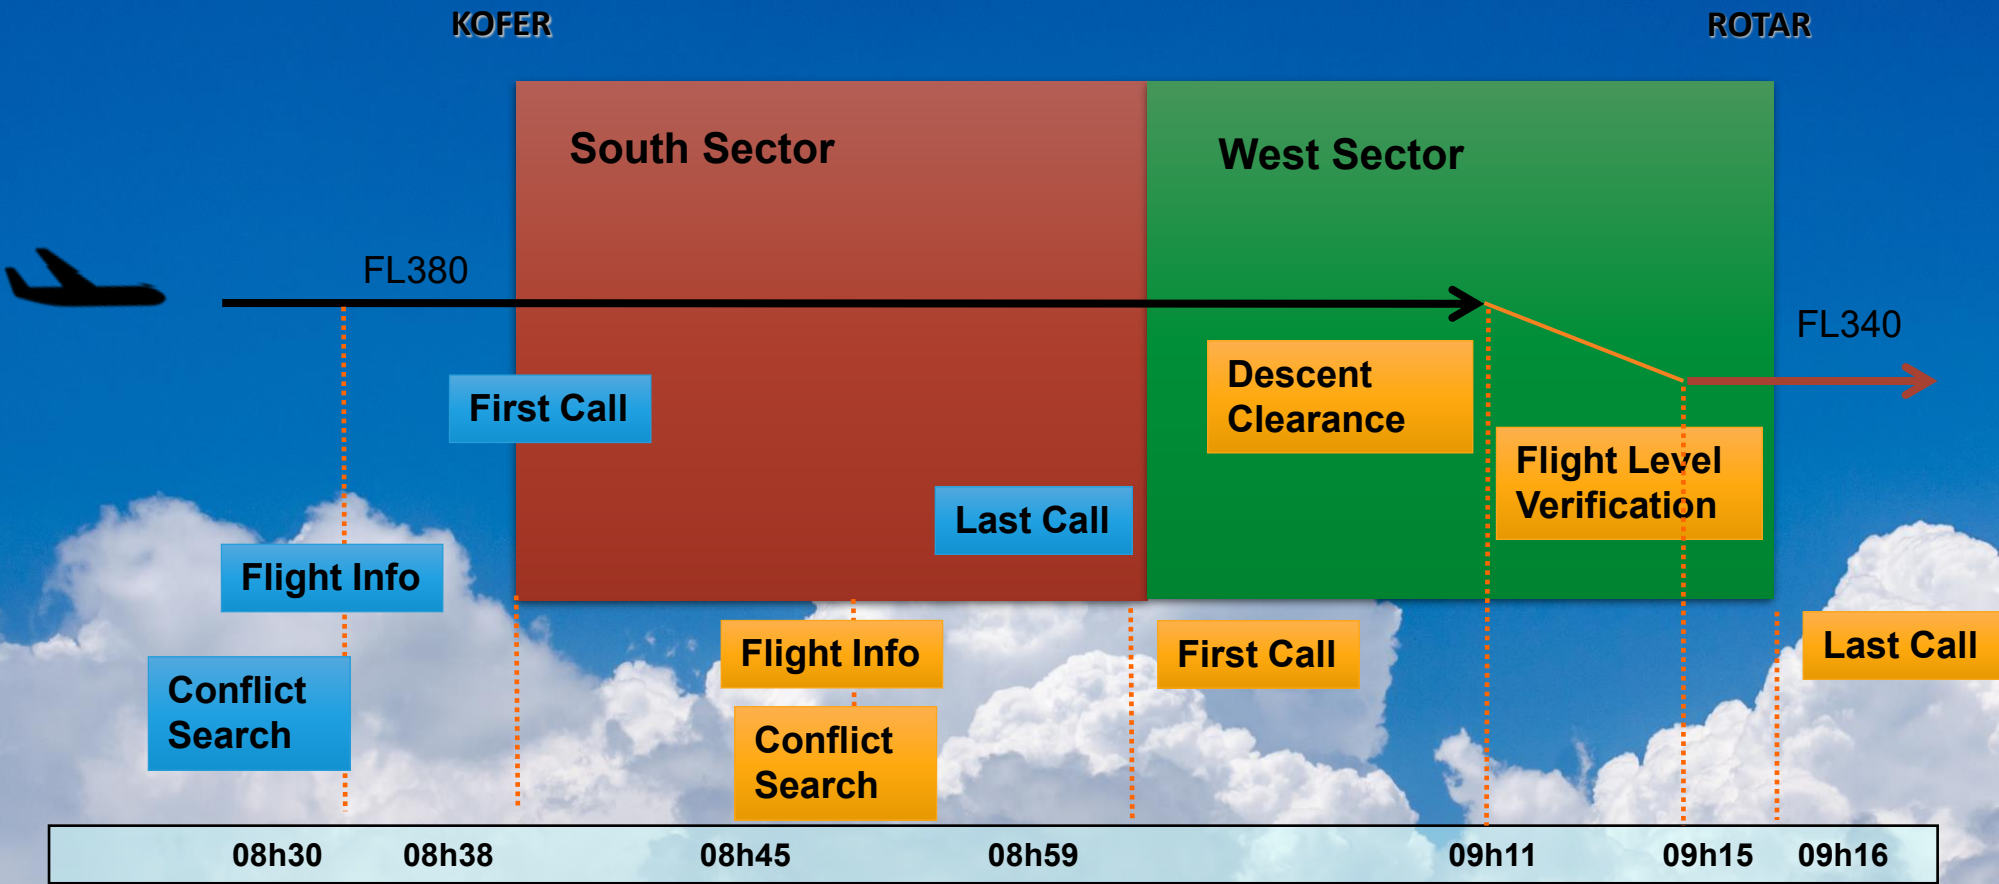 KOFER
ROTAR
South Sector
West Sector
FL380
FL340
First Call
Descent
Clearance
Flight Level
Verification
Last Call
Flight Info
Conflict
Search
Flight Info
Conflict
Search
First Call
Last Call
08h30
08h38
08h45
08h59
09h11
09h15
09h16